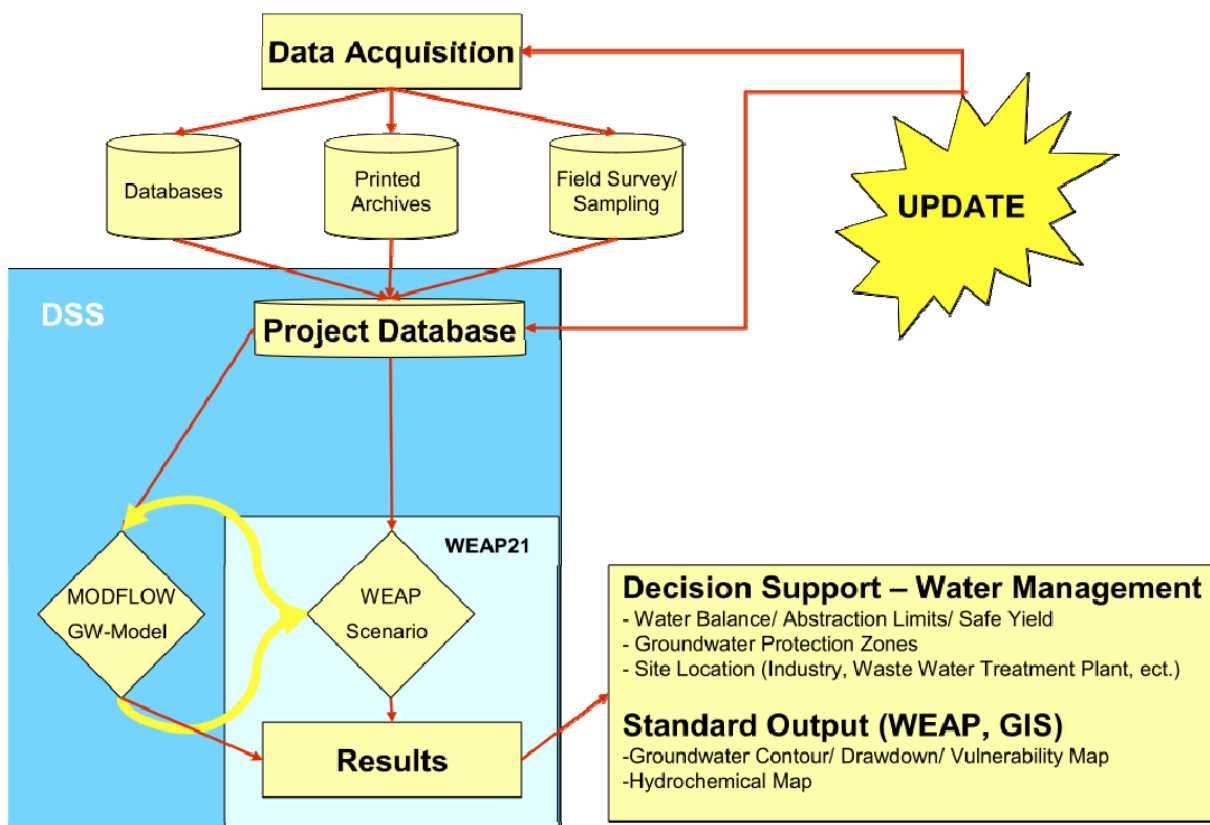 Data Acquisition
Databases
Printed
Archives
Field Survey/
Sampling
UPDATE
DSS
Project Database
WEAP21
MODFLOW
GW-Model
WEAP
Scenario
Results
Decision Support – Water Management
- Water Balance/ Abstraction Limits/ Safe Yield
- Groundwater Protection Zones
- Site Location (Industry, Waste Water Treatment Plant, ect.)
Standard Output (WEAP, GIS)
-Groundwater Contour/ Drawdown/ Vulnerability Map
-Hydrochemical Map